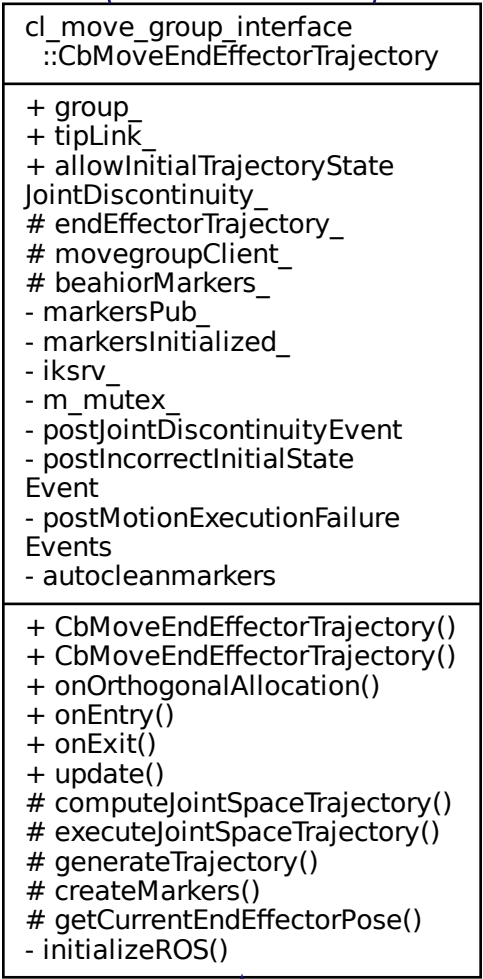 cl_move_group_interface
::CbMoveEndEffectorTrajectory
+ group_
+ tipLink_
+ allowInitialTrajectoryState
JointDiscontinuity_
# endEffectorTrajectory_
# movegroupClient_
# beahiorMarkers_
- markersPub_
- markersInitialized_
- iksrv_
- m_mutex_
- postJointDiscontinuityEvent
- postIncorrectInitialState
Event
- postMotionExecutionFailure
Events
- autocleanmarkers
+ CbMoveEndEffectorTrajectory()
+ CbMoveEndEffectorTrajectory()
+ onOrthogonalAllocation()
+ onEntry()
+ onExit()
+ update()
# computeJointSpaceTrajectory()
# executeJointSpaceTrajectory()
# generateTrajectory()
# createMarkers()
# getCurrentEndEffectorPose()
- initializeROS()